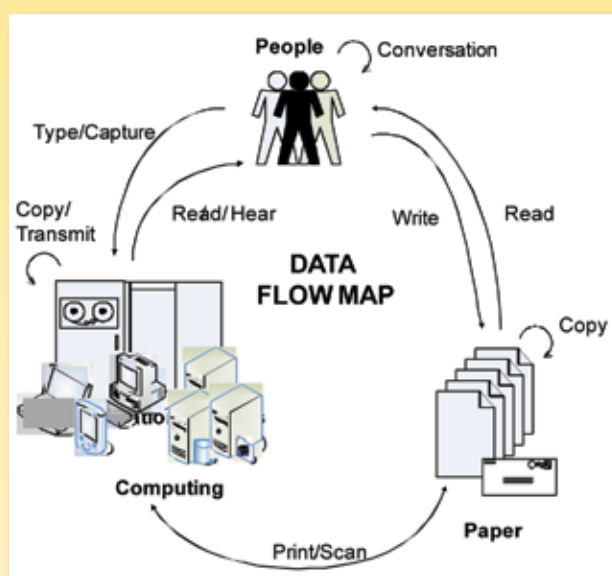 People
Conversation
Type/Capture
Copy/
Transmit
Read/Hear
Write
Read
DATA
FLOW MAP
Copy
Computing
Paper
Print/Scan